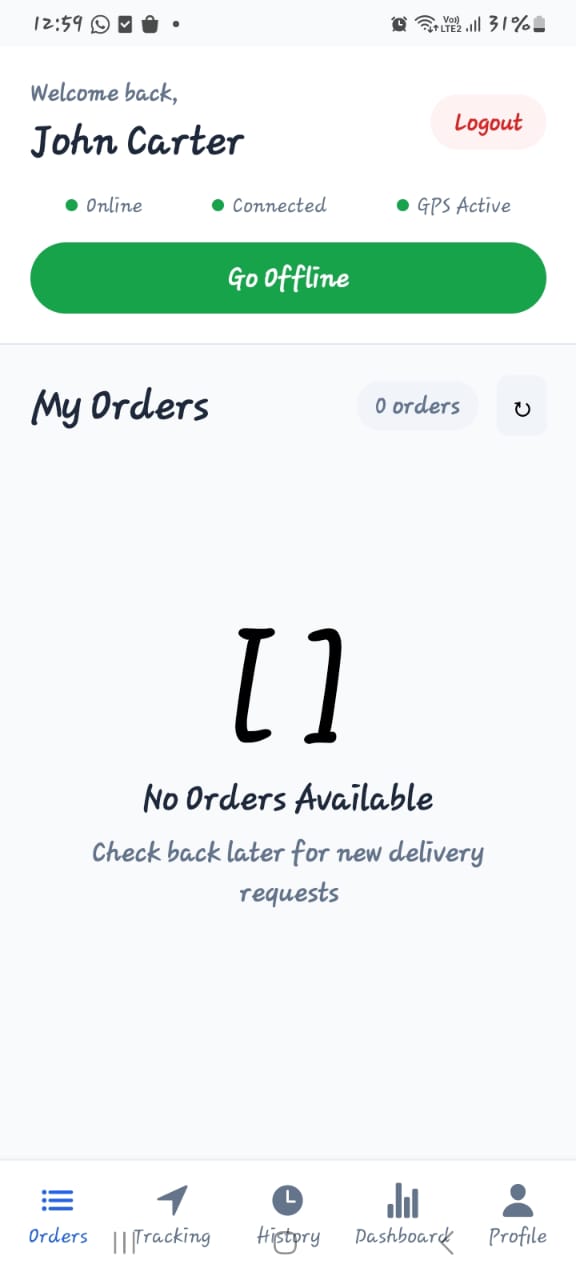 12:59
Vo)) LTE2 31%
Welcome back,
John Carter
Logout
Online
Connected
GPS Active
Go Offline
My Orders
0 orders
↻
[ ]
No Orders Available
Check back later for new delivery
requests
Orders
Tracking
History
Dashboard
Profile